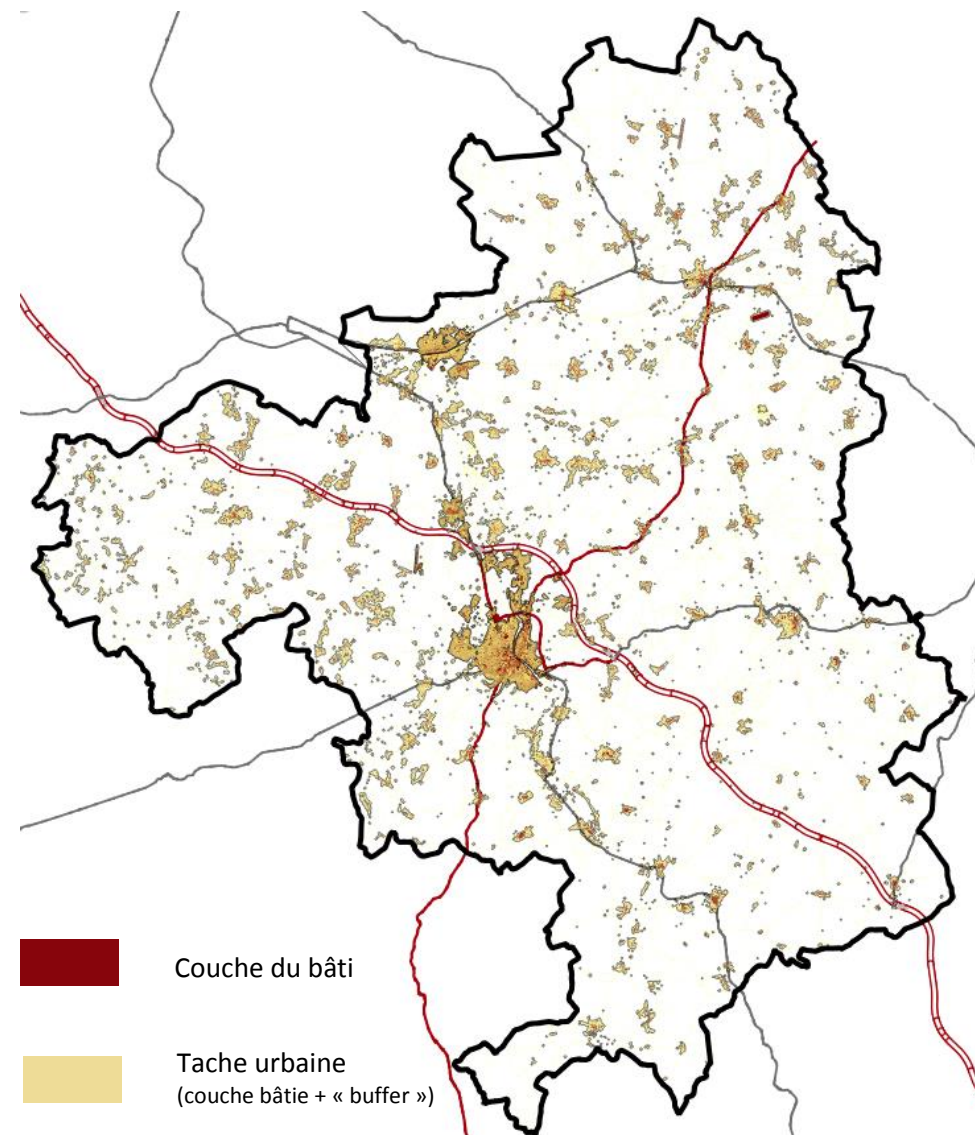 Couche du bâti
Tache urbaine
(couche bâtie + « buffer »)